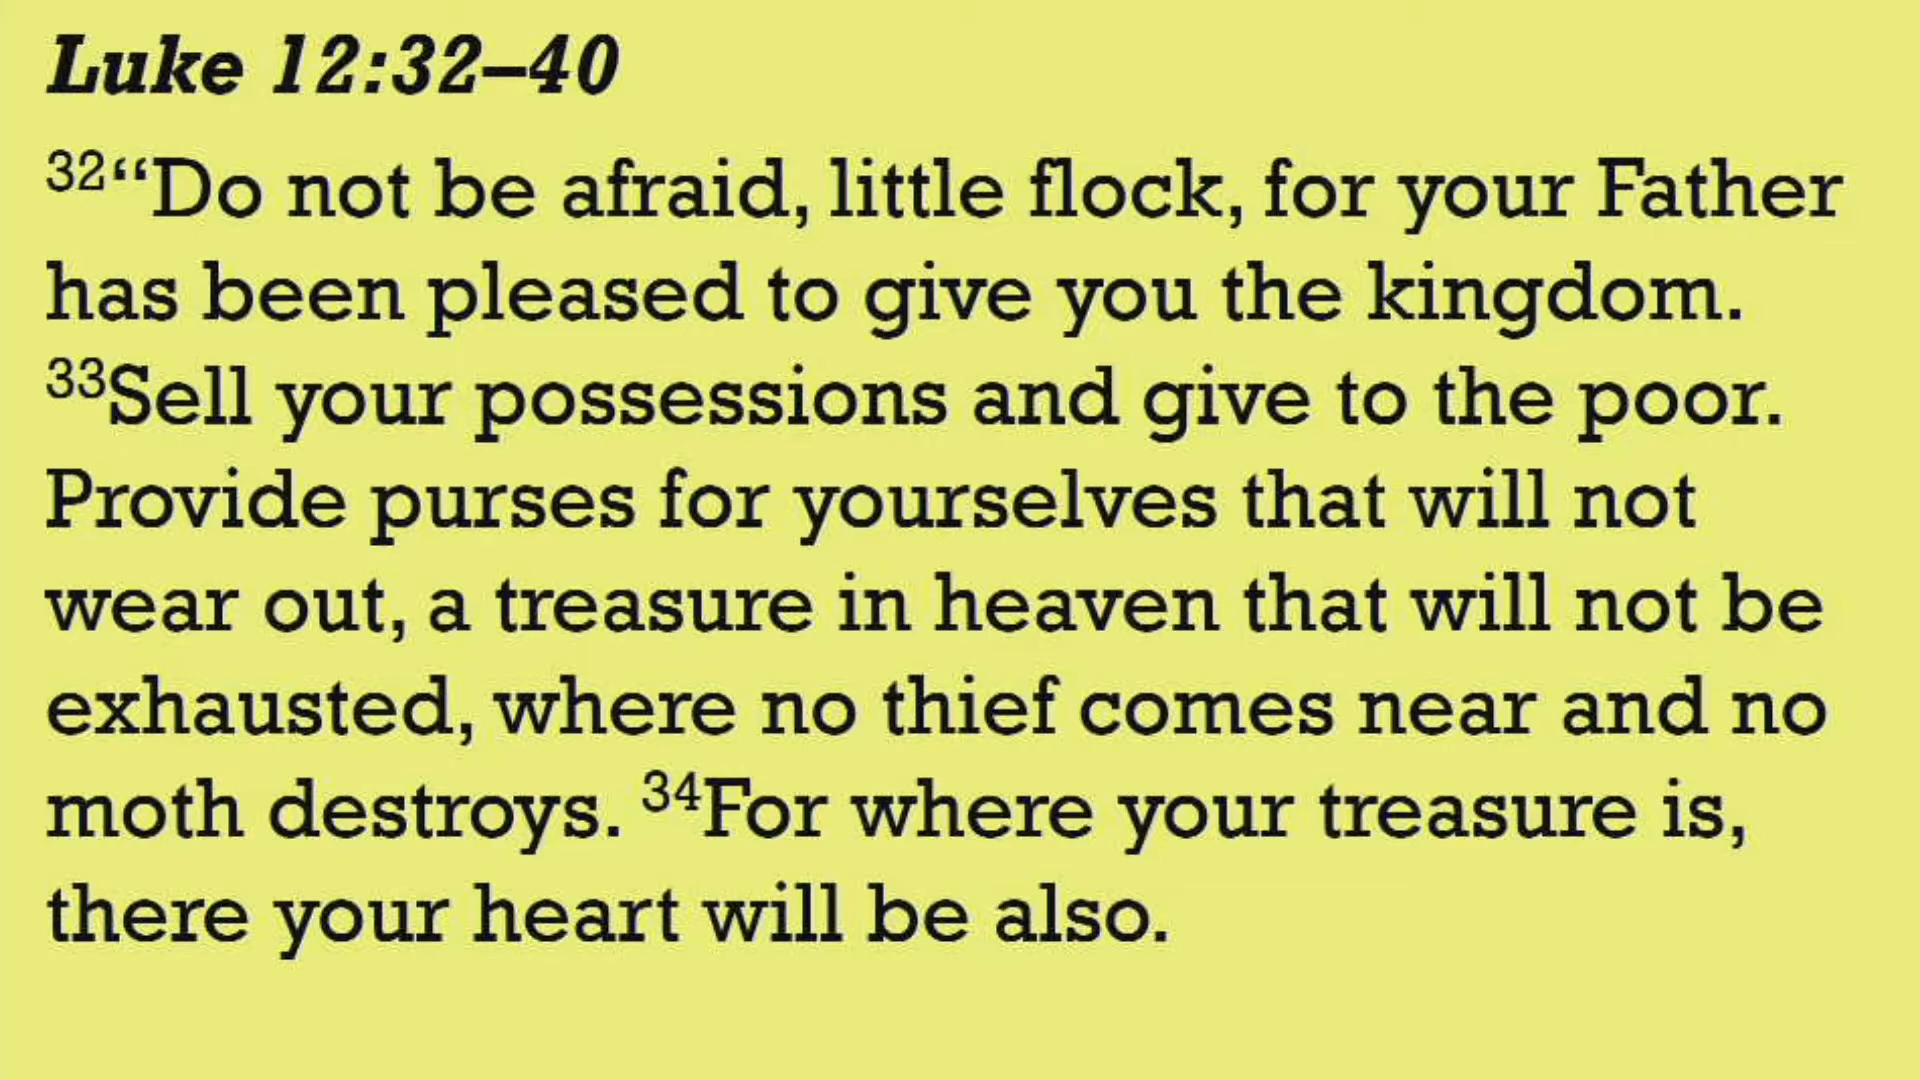 Luke 12:32–40
32“Do not be afraid, little flock, for your Father
has been pleased to give you the kingdom.
33Sell your possessions and give to the poor.
Provide purses for yourselves that will not
wear out, a treasure in heaven that will not be
exhausted, where no thief comes near and no
moth destroys. 34For where your treasure is,
there your heart will be also.